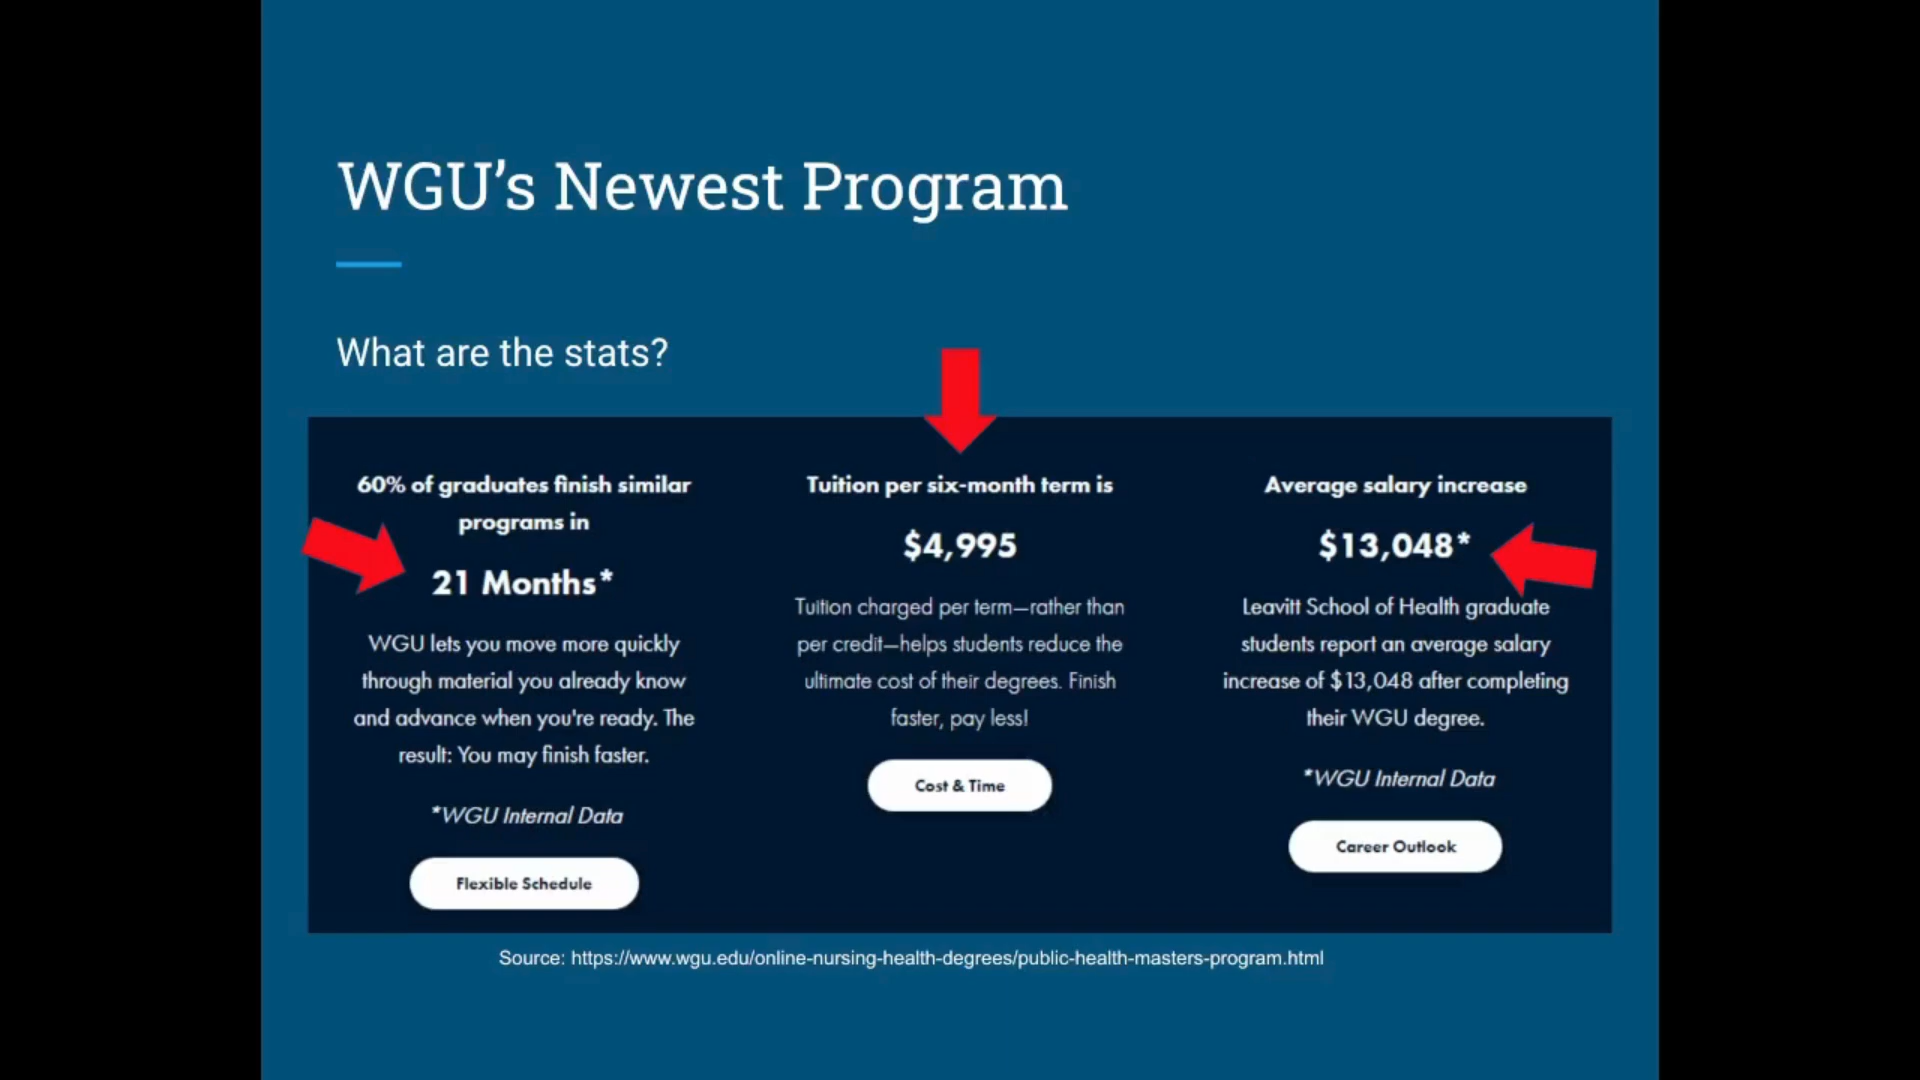 WGU’s Newest Program
What are the stats?
60% of graduates finish similar
programs in
21 Months*
WGU lets you move more quickly
through material you already know
and advance when you're ready. The
result: You may finish faster.
*WGU Internal Data
Flexible Schedule
Tuition per six-month term is
$4,995
Tuition charged per term—rather than
per credit—helps students reduce the
ultimate cost of their degrees. Finish
faster, pay less!
Cost & Time
Average salary increase
$13,048*
Leavitt School of Health graduate
students report an average salary
increase of $13,048 after completing
their WGU degree.
*WGU Internal Data
Career Outlook
Source: https://www.wgu.edu/online-nursing-health-degrees/public-health-masters-program.html